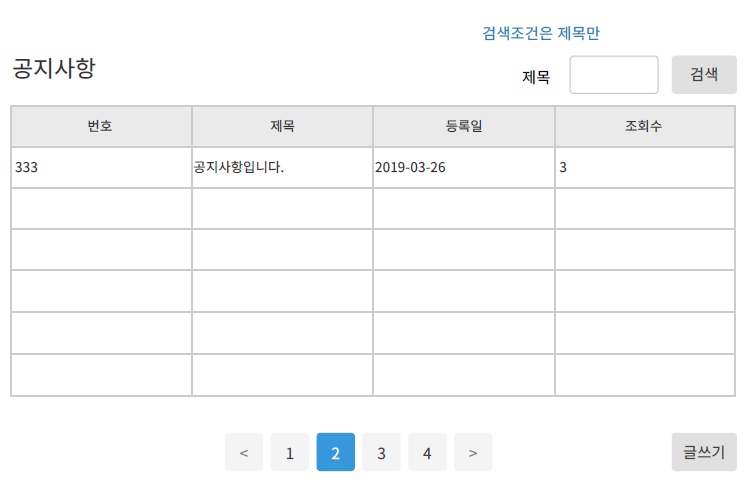 검색조건은 제목만
공지사항
제목 검색
번호 제목 등록일 조회수
333 공지사항입니다. 2019-03-26 3
< 1 2 3 4 > 글쓰기